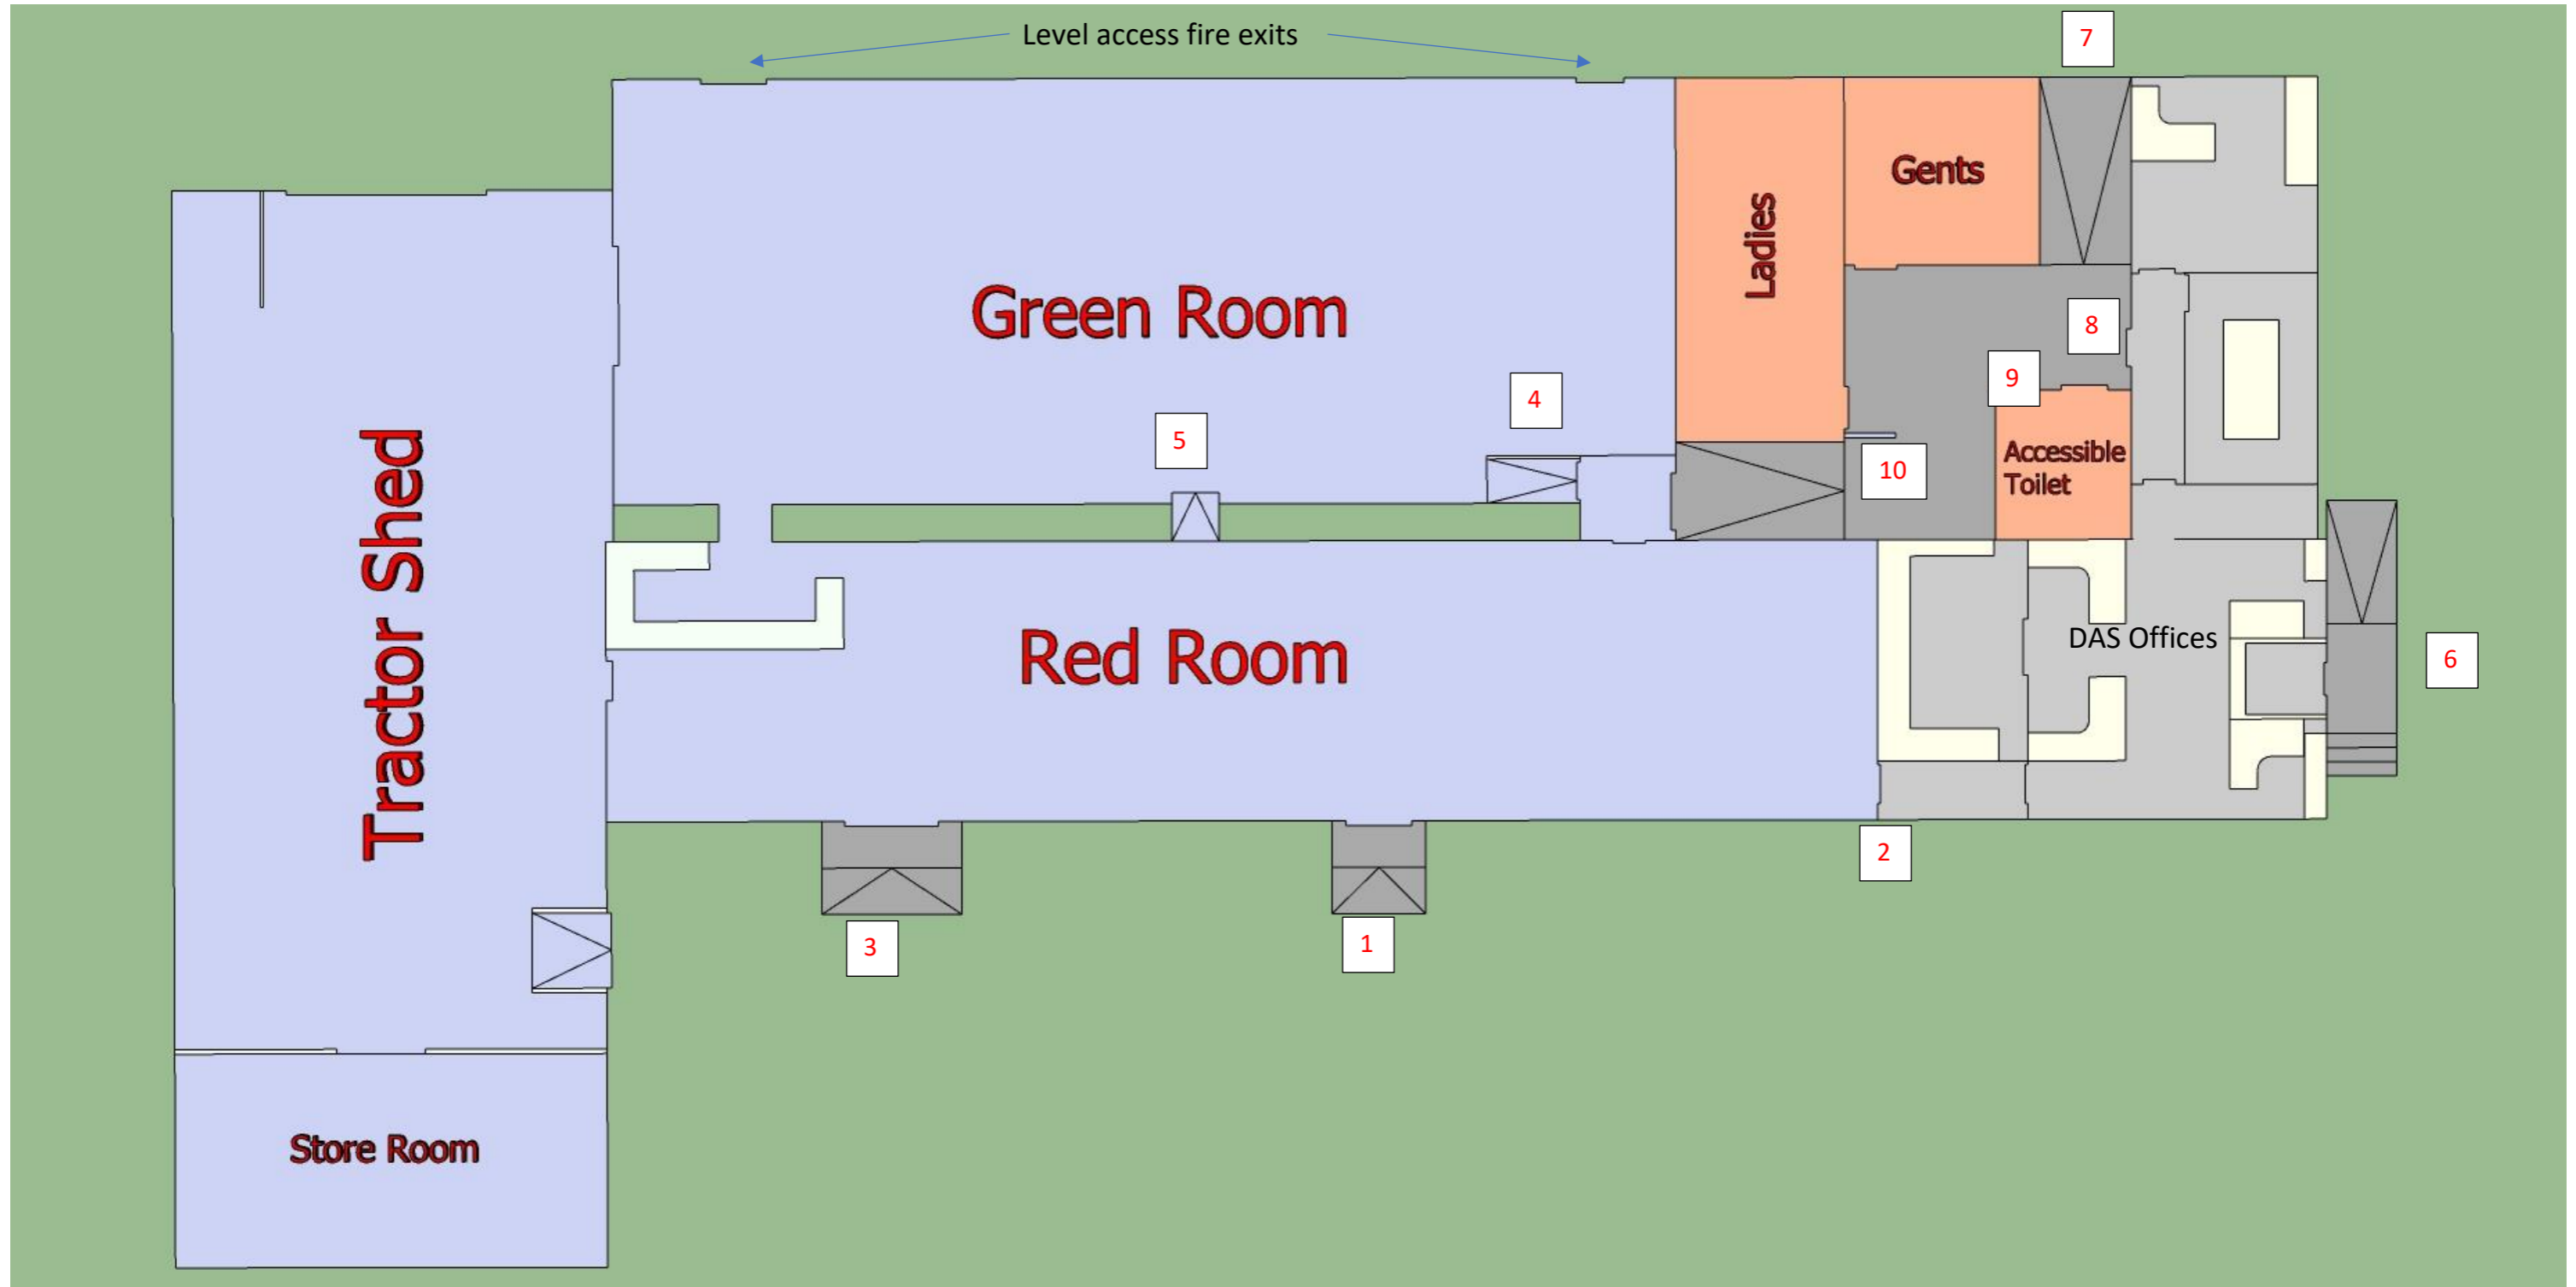 Level access fire exits
7
Gents
Ladies
Green Room
8
9
4
5
Accessible
Toilet
10
Tractor Shed
Red Room
DAS Offices
6
2
3
1
Store Room